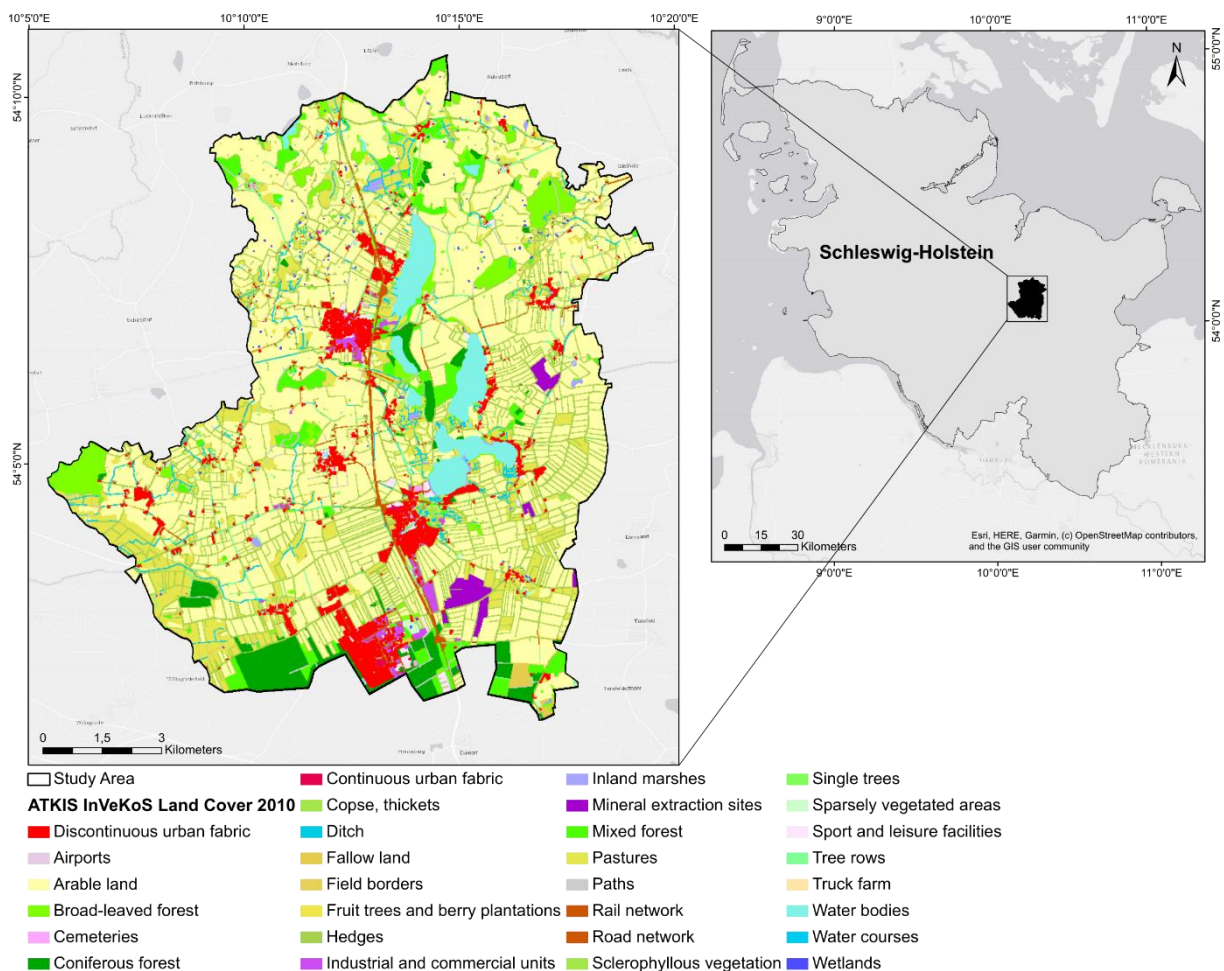 10°5'0"E
10°10'0"E
10°15'0"E
10°20'0"E
9°0'0"E
10°0'0"E
11°0'0"E
54°10'0"N
54°5'0"N
55°0'0"N
54°0'0"N
N
Schleswig-Holstein
MECKLENBURG-
WESTERN
POMERANIA
HAMBURG
0 1,5 3
Kilometers
0 15 30
Kilometers
Esri, HERE, Garmin, (c) OpenStreetMap contributors,
and the GIS user community
9°0'0"E
10°0'0"E
11°0'0"E
Study Area
ATKIS InVeKoS Land Cover 2010
Discontinuous urban fabric
Airports
Arable land
Broad-leaved forest
Cemeteries
Coniferous forest
Continuous urban fabric
Copse, thickets
Ditch
Fallow land
Field borders
Fruit trees and berry plantations
Hedges
Industrial and commercial units
Inland marshes
Mineral extraction sites
Mixed forest
Pastures
Paths
Rail network
Road network
Sclerophyllous vegetation
Single trees
Sparsely vegetated areas
Sport and leisure facilities
Tree rows
Truck farm
Water bodies
Water courses
Wetlands